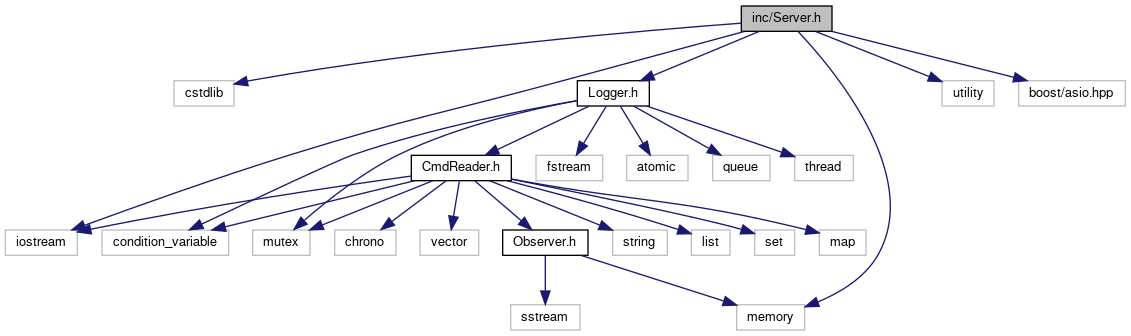 inc/Server.h
cstdlib
Logger.h
utility
boost/asio.hpp
CmdReader.h
fstream
atomic
queue
thread
iostream
condition_variable
mutex
chrono
vector
Observer.h
string
list
set
map
sstream
memory